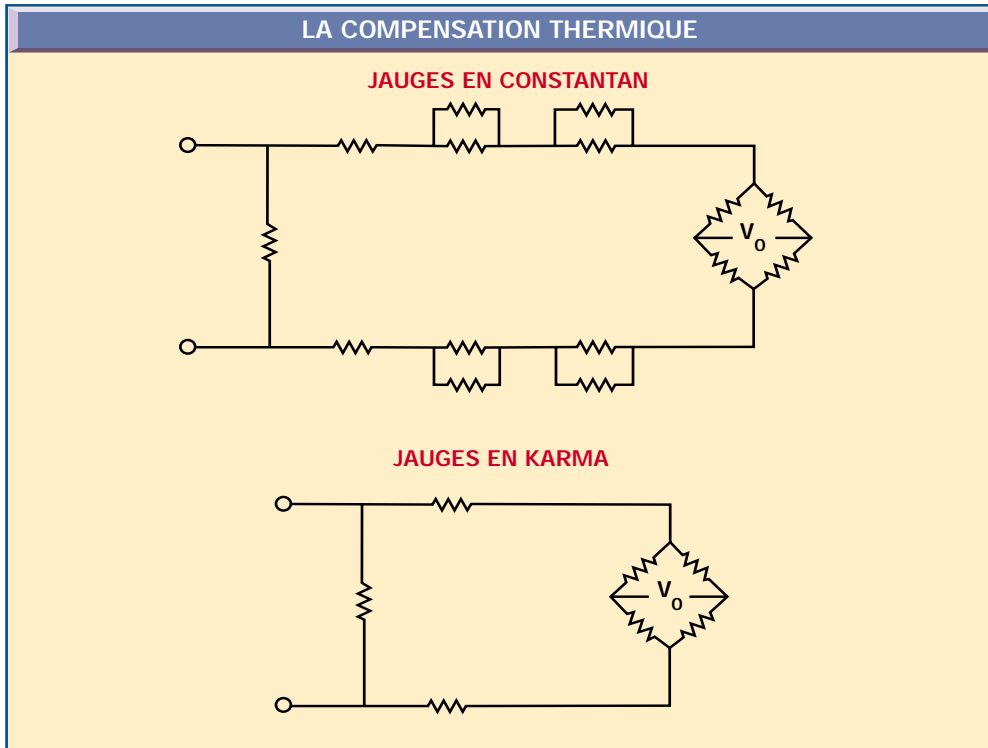 LA COMPENSATION THERMIQUE
JAUGES EN CONSTANTAN
Vo
JAUGES EN KARMA
Vo